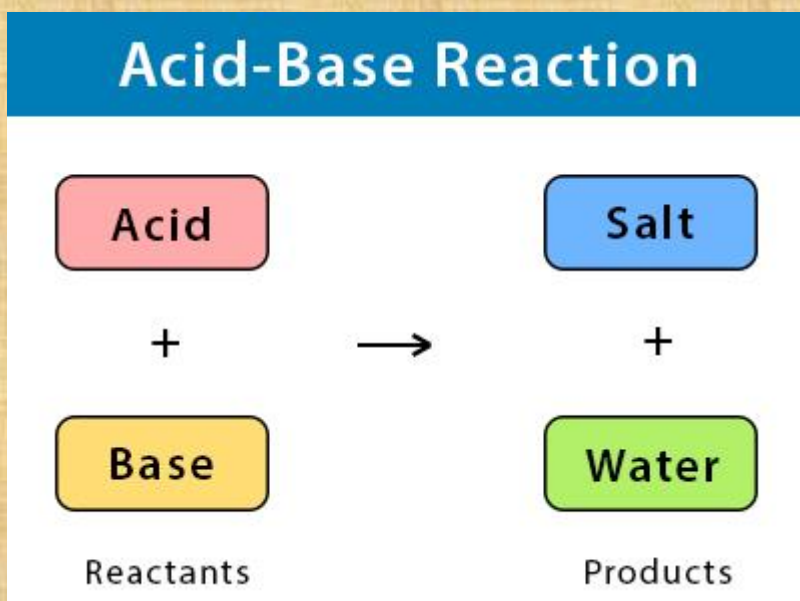 Acid-Base Reaction
Acid
+
Base
Reactants
→
Salt
+
Water
Products